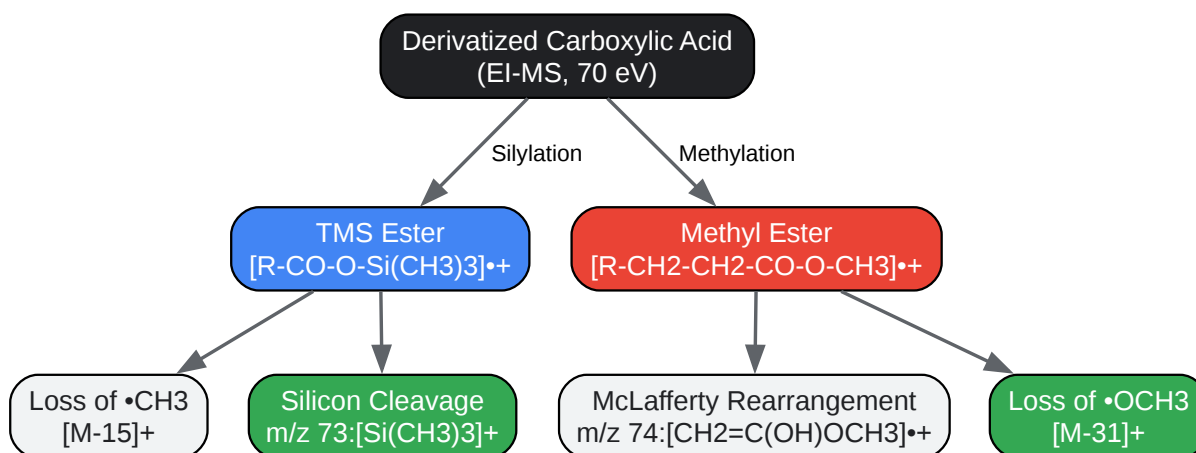 Derivatized Carboxylic Acid
(EI-MS, 70 eV)
Silylation
Methylation
TMS Ester
[R-CO-O-Si(CH3)3]•+
Methyl Ester
[R-CH2-CH2-CO-O-CH3]•+
Loss of •CH3
[M-15]+
Silicon Cleavage
m/z 73:[Si(CH3)3]+
McLafferty Rearrangement
m/z 74:[CH2=C(OH)OCH3]•+
Loss of •OCH3
[M-31]+